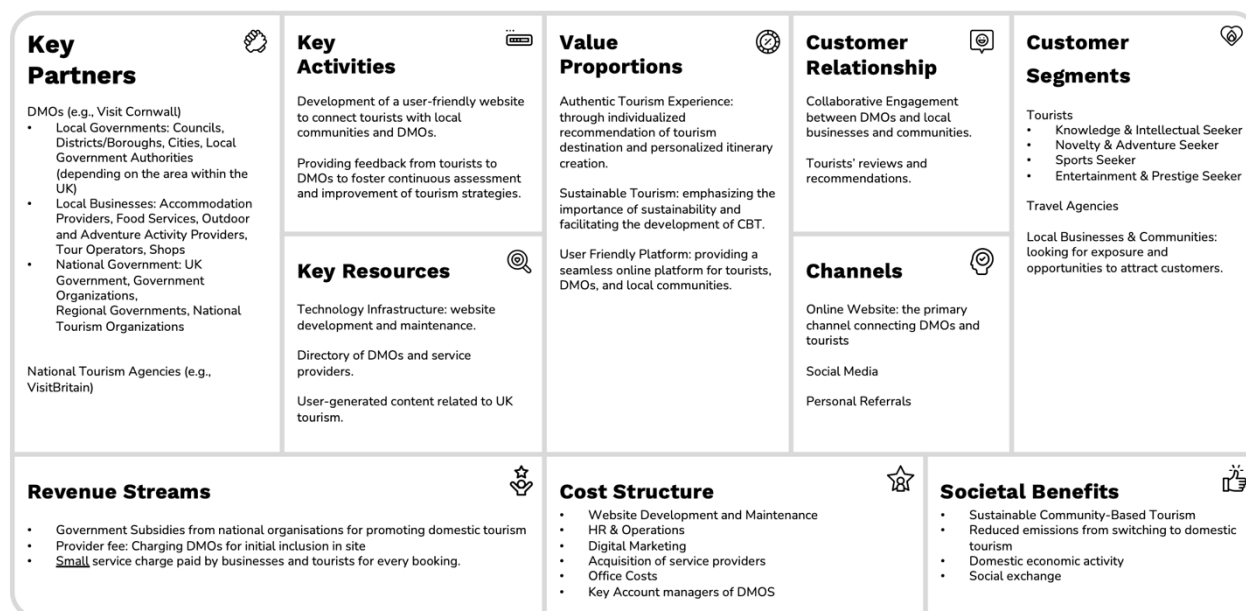 Key
Partners
DMOs (e.g., Visit Cornwall)
• Local Governments: Councils,
Districts/Boroughs, Cities, Local
Government Authorities
(depending on the area within the
UK)
• Local Businesses: Accommodation
Providers, Food Services, Outdoor
and Adventure Activity Providers,
Tour Operators, Shops
• National Government: UK
Government, Government
Organizations,
Regional Governments, National
Tourism Organizations
National Tourism Agencies (e.g.,
VisitBritain)
Key
Activities
Development of a user-friendly website
to connect tourists with local
communities and DMOs.
Providing feedback from tourists to
DMOs to foster continuous assessment
and improvement of tourism strategies.
Key Resources
Technology Infrastructure: website
development and maintenance.
Directory of DMOs and service
providers.
User-generated content related to UK
tourism.
Value
Proportions
Authentic Tourism Experience:
through individualized
recommendation of tourism
destination and personalized itinerary
creation.
Sustainable Tourism: emphasizing the
importance of sustainability and
facilitating the development of CBT.
User Friendly Platform: providing a
seamless online platform for tourists,
DMOs, and local communities.
Customer
Relationship
Collaborative Engagement
between DMOs and local
businesses and communities.
Tourists' reviews and
recommendations.
Channels
Online Website: the primary
channel connecting DMOs and
tourists
Social Media
Personal Referrals
Customer
Segments
Tourists
• Knowledge & Intellectual Seeker
• Novelty & Adventure Seeker
• Sports Seeker
• Entertainment & Prestige Seeker
Travel Agencies
Local Businesses & Communities:
looking for exposure and
opportunities to attract customers.
Revenue Streams
• Government Subsidies from national organisations for promoting domestic tourism
• Provider fee: Charging DMOs for initial inclusion in site
• Small service charge paid by businesses and tourists for every booking.
Cost Structure
• Website Development and Maintenance
• HR & Operations
• Digital Marketing
• Acquisition of service providers
• Office Costs
• Key Account managers of DMOS
Societal Benefits
• Sustainable Community-Based Tourism
• Reduced emissions from switching to domestic
tourism
• Domestic economic activity
• Social exchange